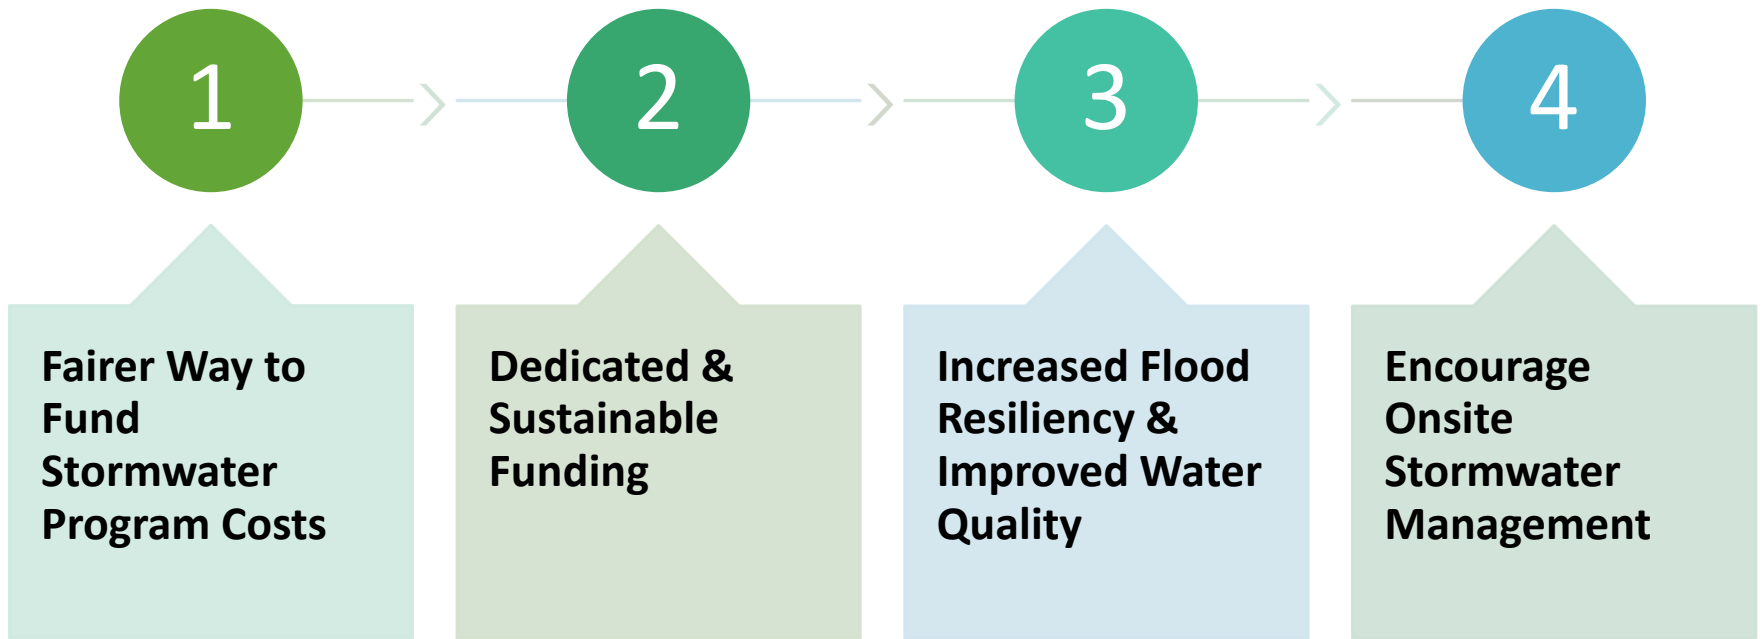 1
2
3
4
Fairer Way to
Fund
Stormwater
Program Costs
Dedicated &
Sustainable
Funding
Increased Flood
Resiliency &
Improved Water
Quality
Encourage
Onsite
Stormwater
Management